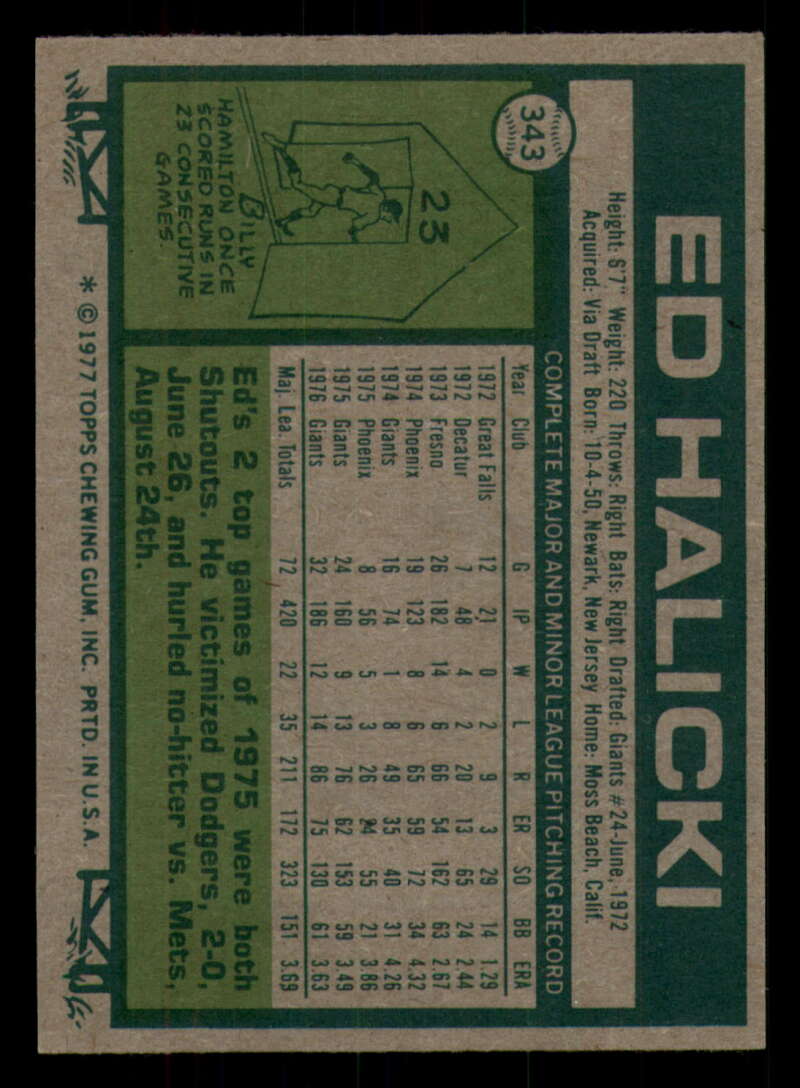 343
ED HALICKI
Height: 6'7" Weight: 220 Throws: Right Bats: Right Drafted: Giants #24-June, 1972
Acquired: Via Draft Born: 10-4-50, Newark, New Jersey Home: Moss Beach, Calif.
COMPLETE MAJOR AND MINOR LEAGUE PITCHING RECORD
Year Club G IP W L R ER SO BB ERA
1972 Great Falls 12 21 0 2 9 3 29 14 1.29
1972 Decatur 7 48 4 2 20 13 65 24 2.44
1973 Fresno 26 182 14 6 66 54 162 63 2.67
1974 Phoenix 19 123 8 6 65 59 72 34 4.32
1974 Giants 16 74 1 8 49 35 40 31 4.26
1975 Phoenix 8 56 5 3 26 24 55 21 3.86
1975 Giants 24 160 9 13 76 62 153 59 3.49
1976 Giants 32 186 12 14 86 75 130 61 3.63
Maj. Lea. Totals 72 420 22 35 211 172 323 151 3.69
23
BILLY
HAMILTON ONCE
SCORED RUNS IN
23 CONSECUTIVE
GAMES.
Ed's 2 top games of 1975 were both
Shutouts. He victimized Dodgers, 2-0,
June 26, and hurled no-hitter vs. Mets,
August 24th.
* © 1977 TOPPS CHEWING GUM, INC. PRTD. IN U.S.A.